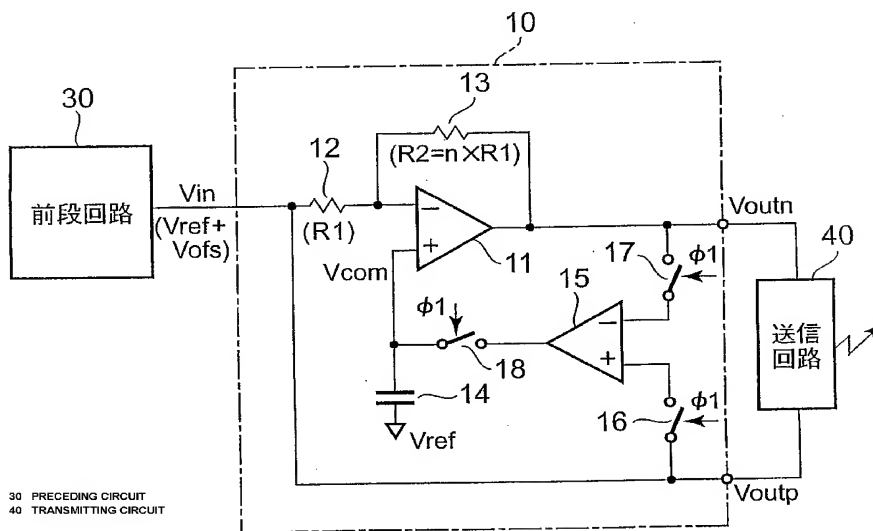 10
30
13
12
(R2=n×R1)
前段回路
Vin
(Vref+
Vofs)
(R1)
−
+
11
Vcom
Voutn
17
φ1
40
15
φ1
−
+
18
送信
回路
14
Vref
16
φ1
Voutp
30 PRECEDING CIRCUIT
40 TRANSMITTING CIRCUIT